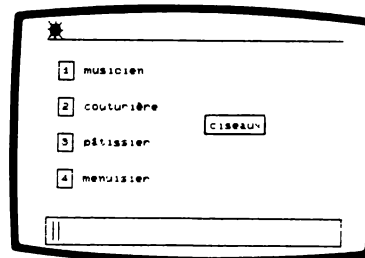 1 musicien
2 couturière
ciseaux
3 pâtissier
4 menuisier